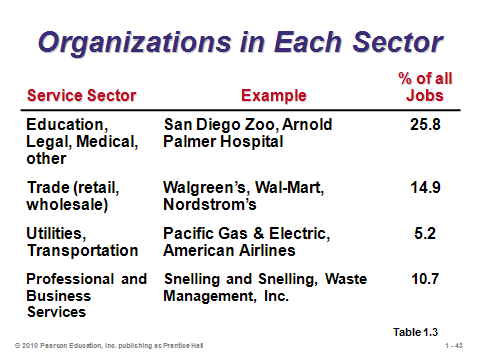 Organizations in Each Sector
% of all
Service Sector Example Jobs
Education, San Diego Zoo, Arnold 25.8
Legal, Medical, Palmer Hospital
other
Trade (retail, Walgreen's, Wal-Mart, 14.9
wholesale) Nordstrom's
Utilities, Pacific Gas & Electric, 5.2
Transportation American Airlines
Professional and Snelling and Snelling, Waste 10.7
Business Management, Inc.
Services
Table 1.3
© 2010 Pearson Education, Inc. publishing as Prentice Hall 1 - 43